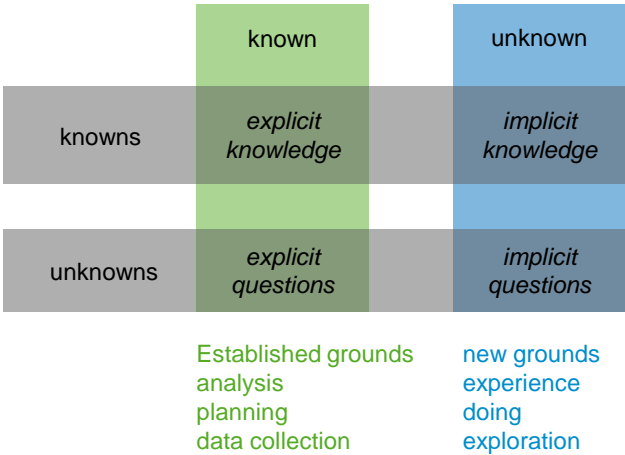 known unknown
knowns explicit knowledge implicit knowledge
unknowns explicit questions implicit questions
Established grounds new grounds
analysis experience
planning doing
data collection exploration